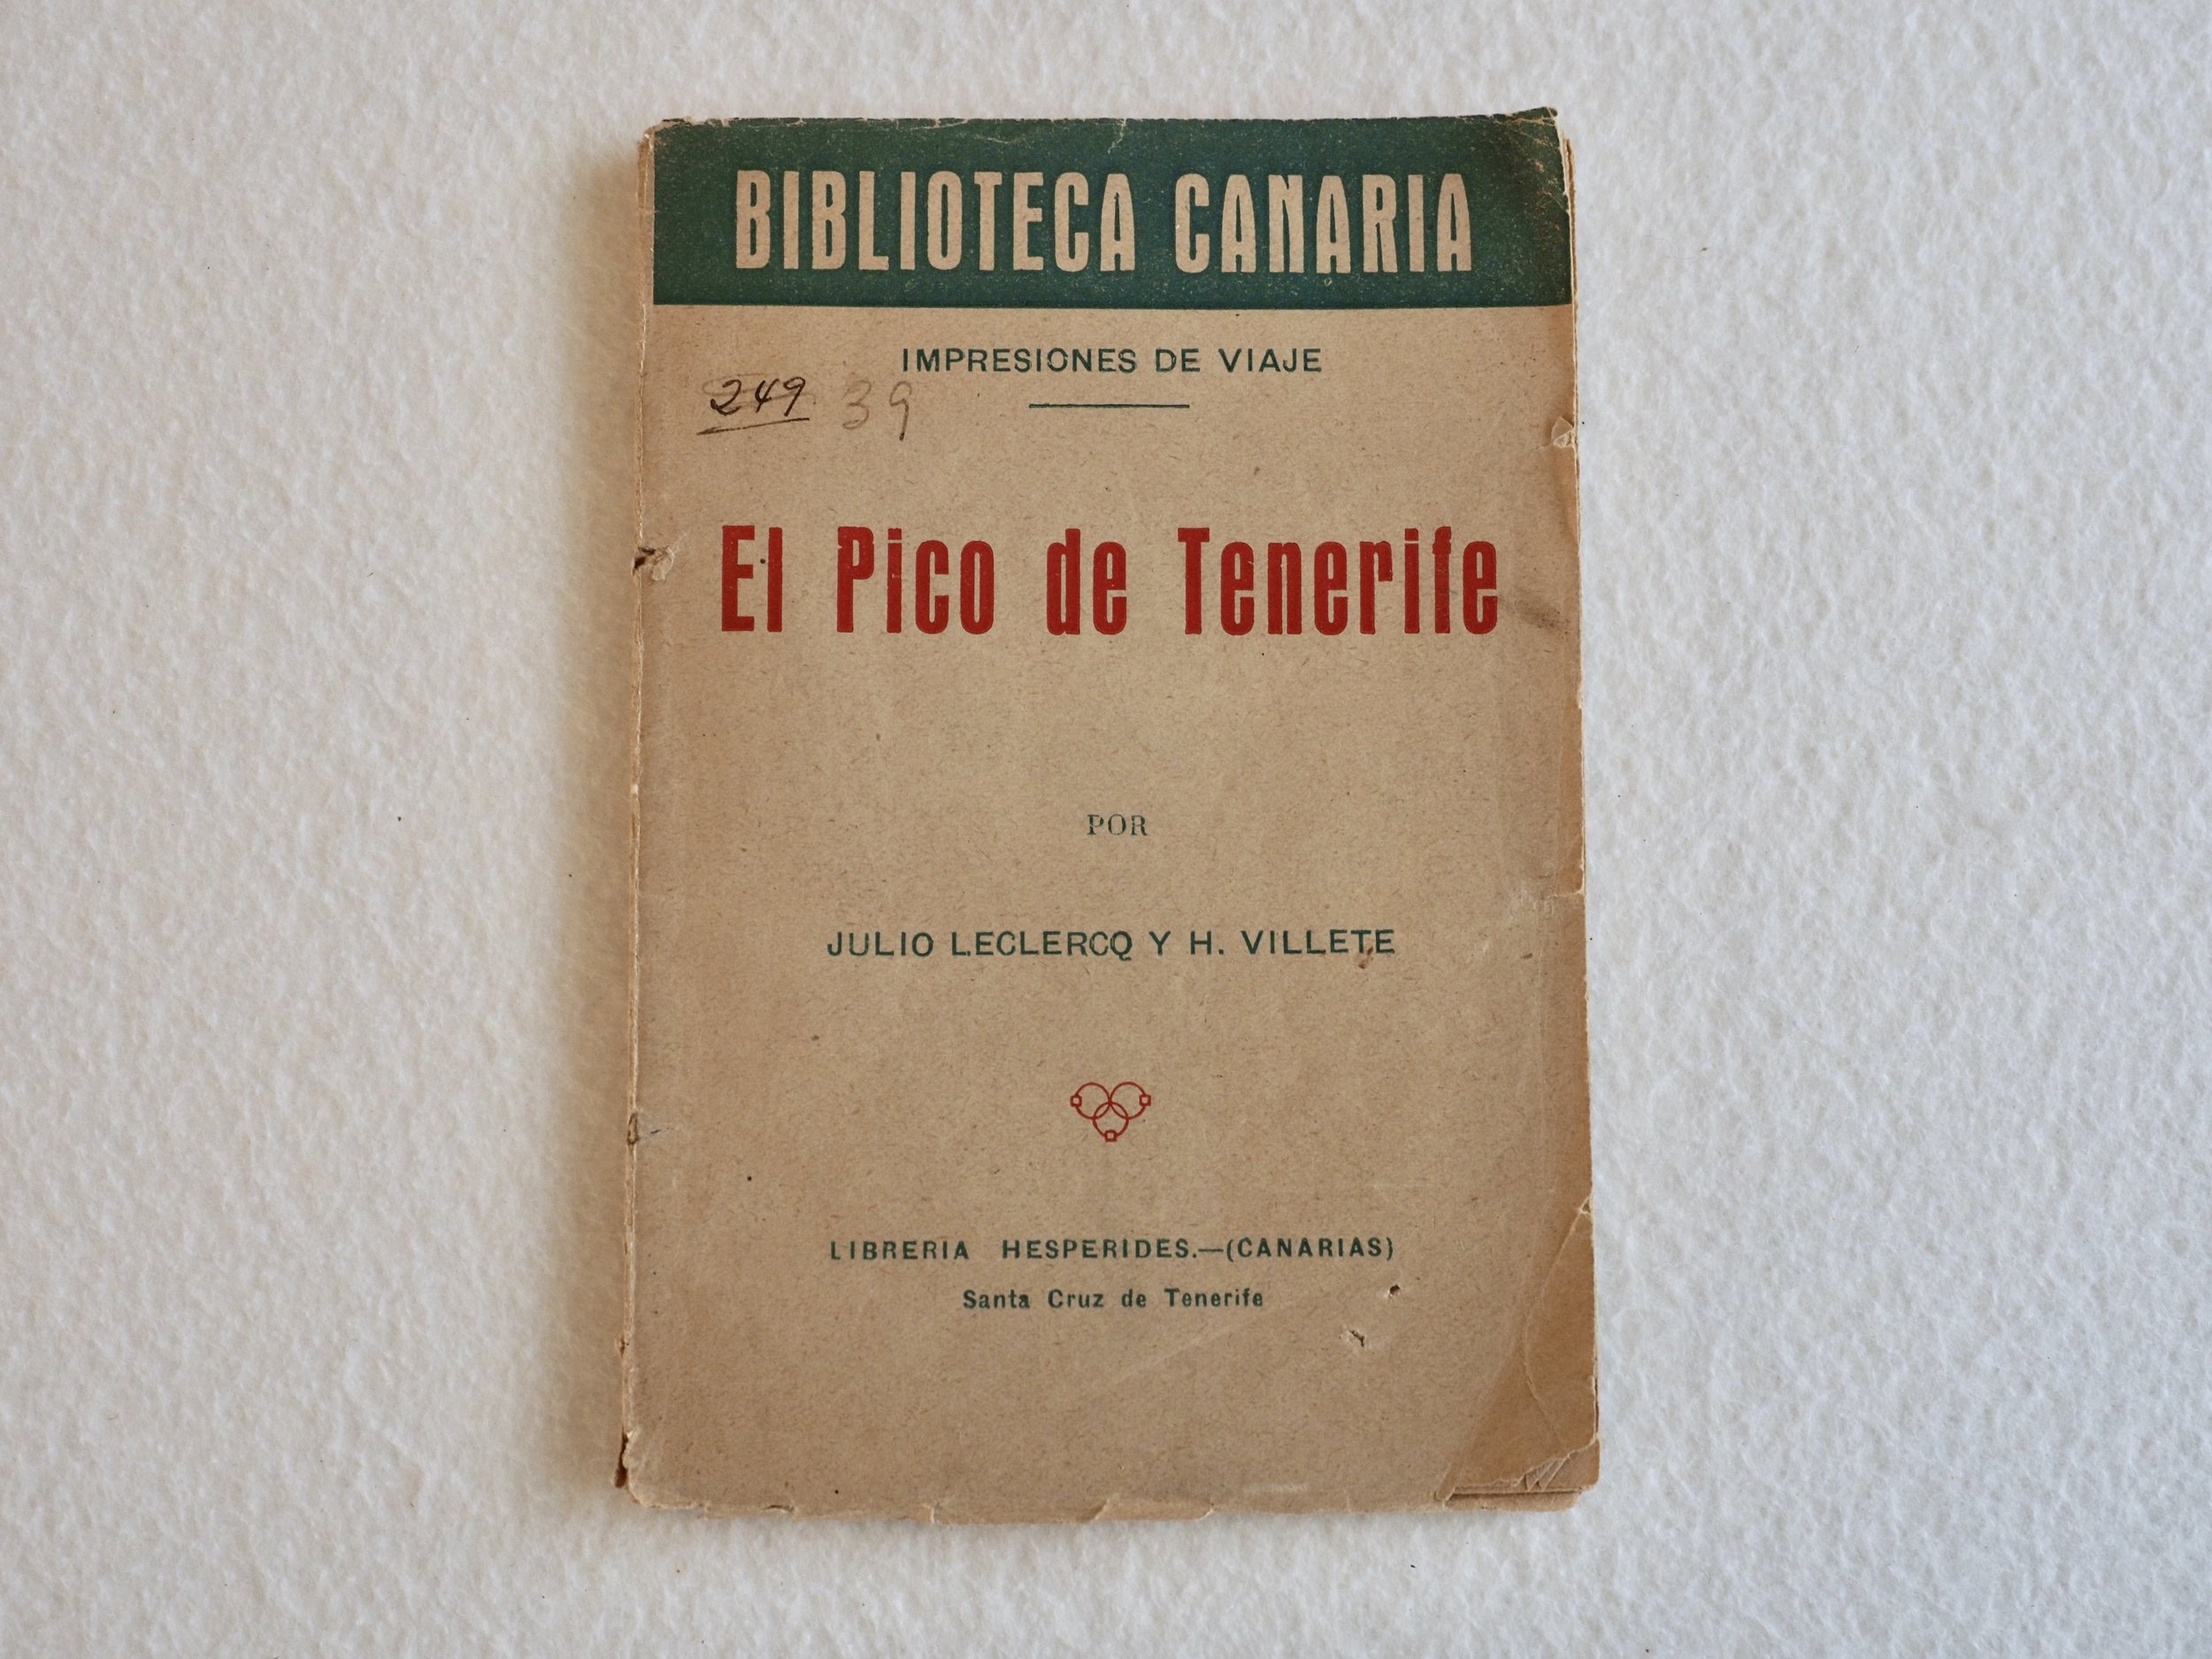 BIBLIOTECA CANARIA
IMPRESIONES DE VIAJE
249 39
El Pico de Tenerife
POR
JULIO LECLERCQ Y H. VILLETE
LIBRERIA HESPERIDES.—(CANARIAS)
Santa Cruz de Tenerife